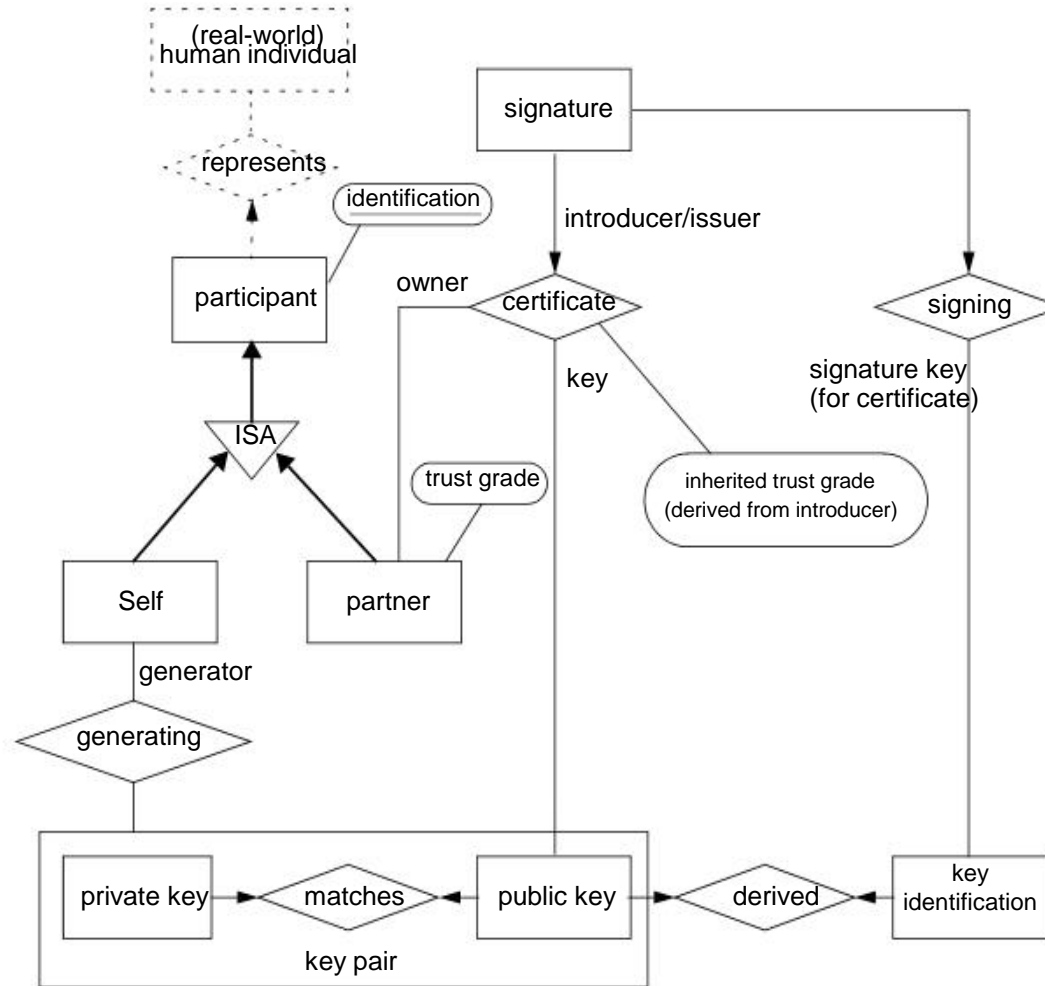 (real-world)
human individual
signature
represents
identification
introducer/issuer
owner
participant
certificate
signing
key
signature key
(for certificate)
ISA
trust grade
inherited trust grade
(derived from introducer)
Self
partner
generator
generating
private key
matches
public key
derived
key
identification
key pair